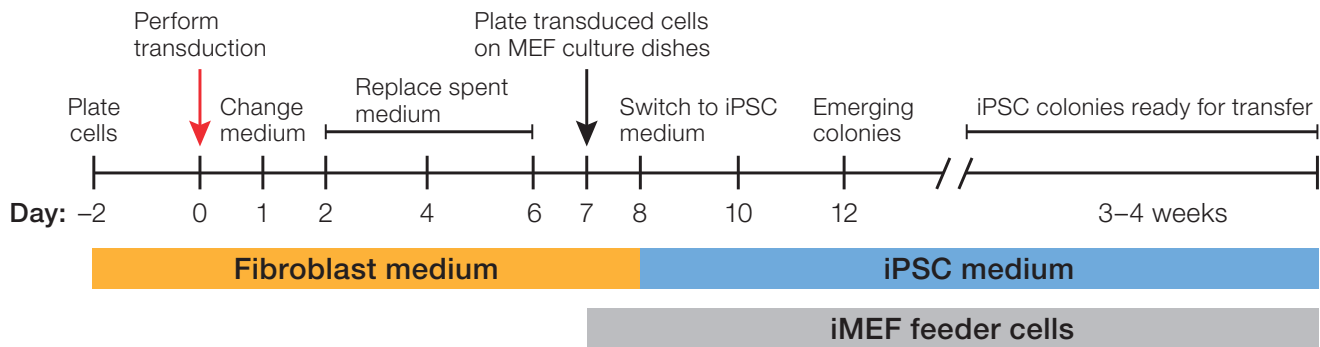 Perform
transduction
Plate transduced cells
on MEF culture dishes
Plate
cells
Change
medium
Replace spent
medium
Switch to iPSC
medium
Emerging
colonies
iPSC colonies ready for transfer
Day: –2 0 1 2 4 6 7 8 10 12 3–4 weeks
Fibroblast medium
iPSC medium
iMEF feeder cells